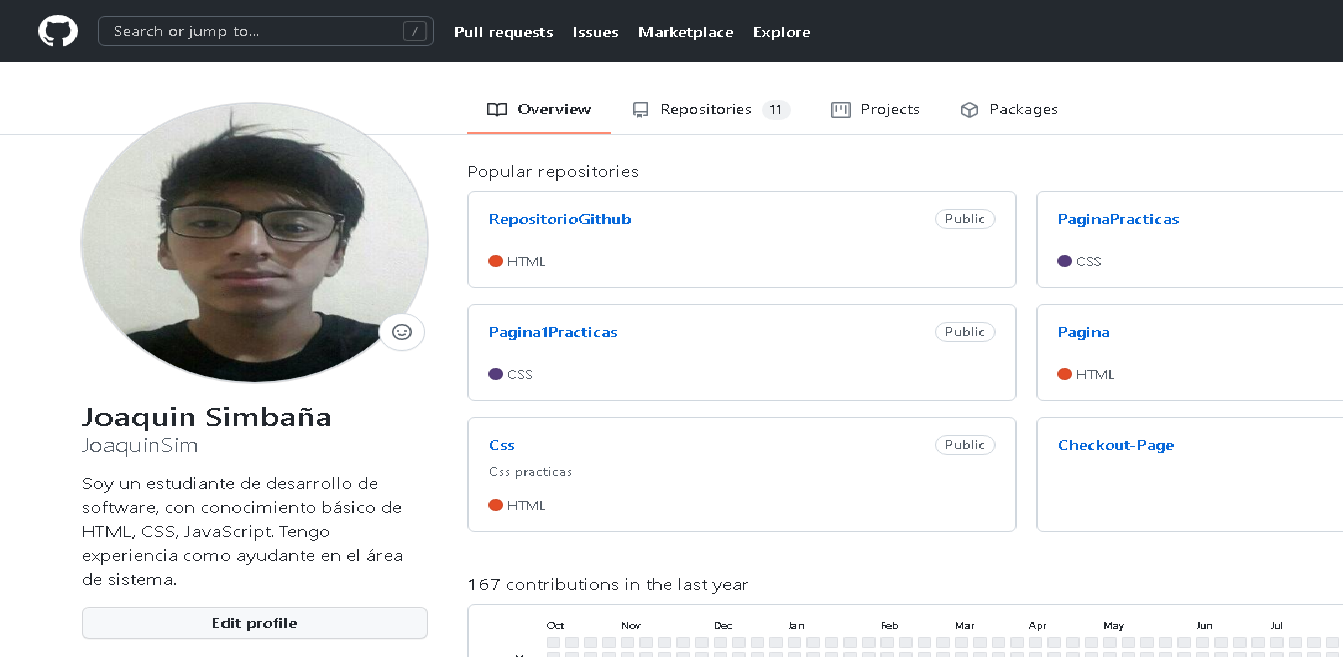 Search or jump to...
/
Pull requests
Issues
Marketplace
Explore
Overview
Repositories
11
Projects
Packages
Joaquin Simbaña
JoaquinSim
Soy un estudiante de desarrollo de
software, con conocimiento básico de
HTML, CSS, JavaScript. Tengo
experiencia como ayudante en el área
de sistema.
Edit profile
Popular repositories
RepositorioGithub
Public
HTML
PaginaPracticas
CSS
Pagina1Practicas
Public
CSS
Pagina
HTML
Css
Public
Css practicas
HTML
Checkout-Page
167 contributions in the last year
Oct Nov Dec Jan Feb Mar Apr May Jun Jul